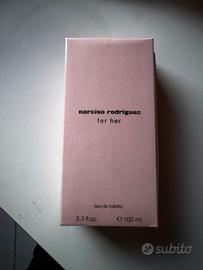 narciso rodriguez
for her
eau de toilette
3.3 fl.oz. ℮ 100 ml
subito